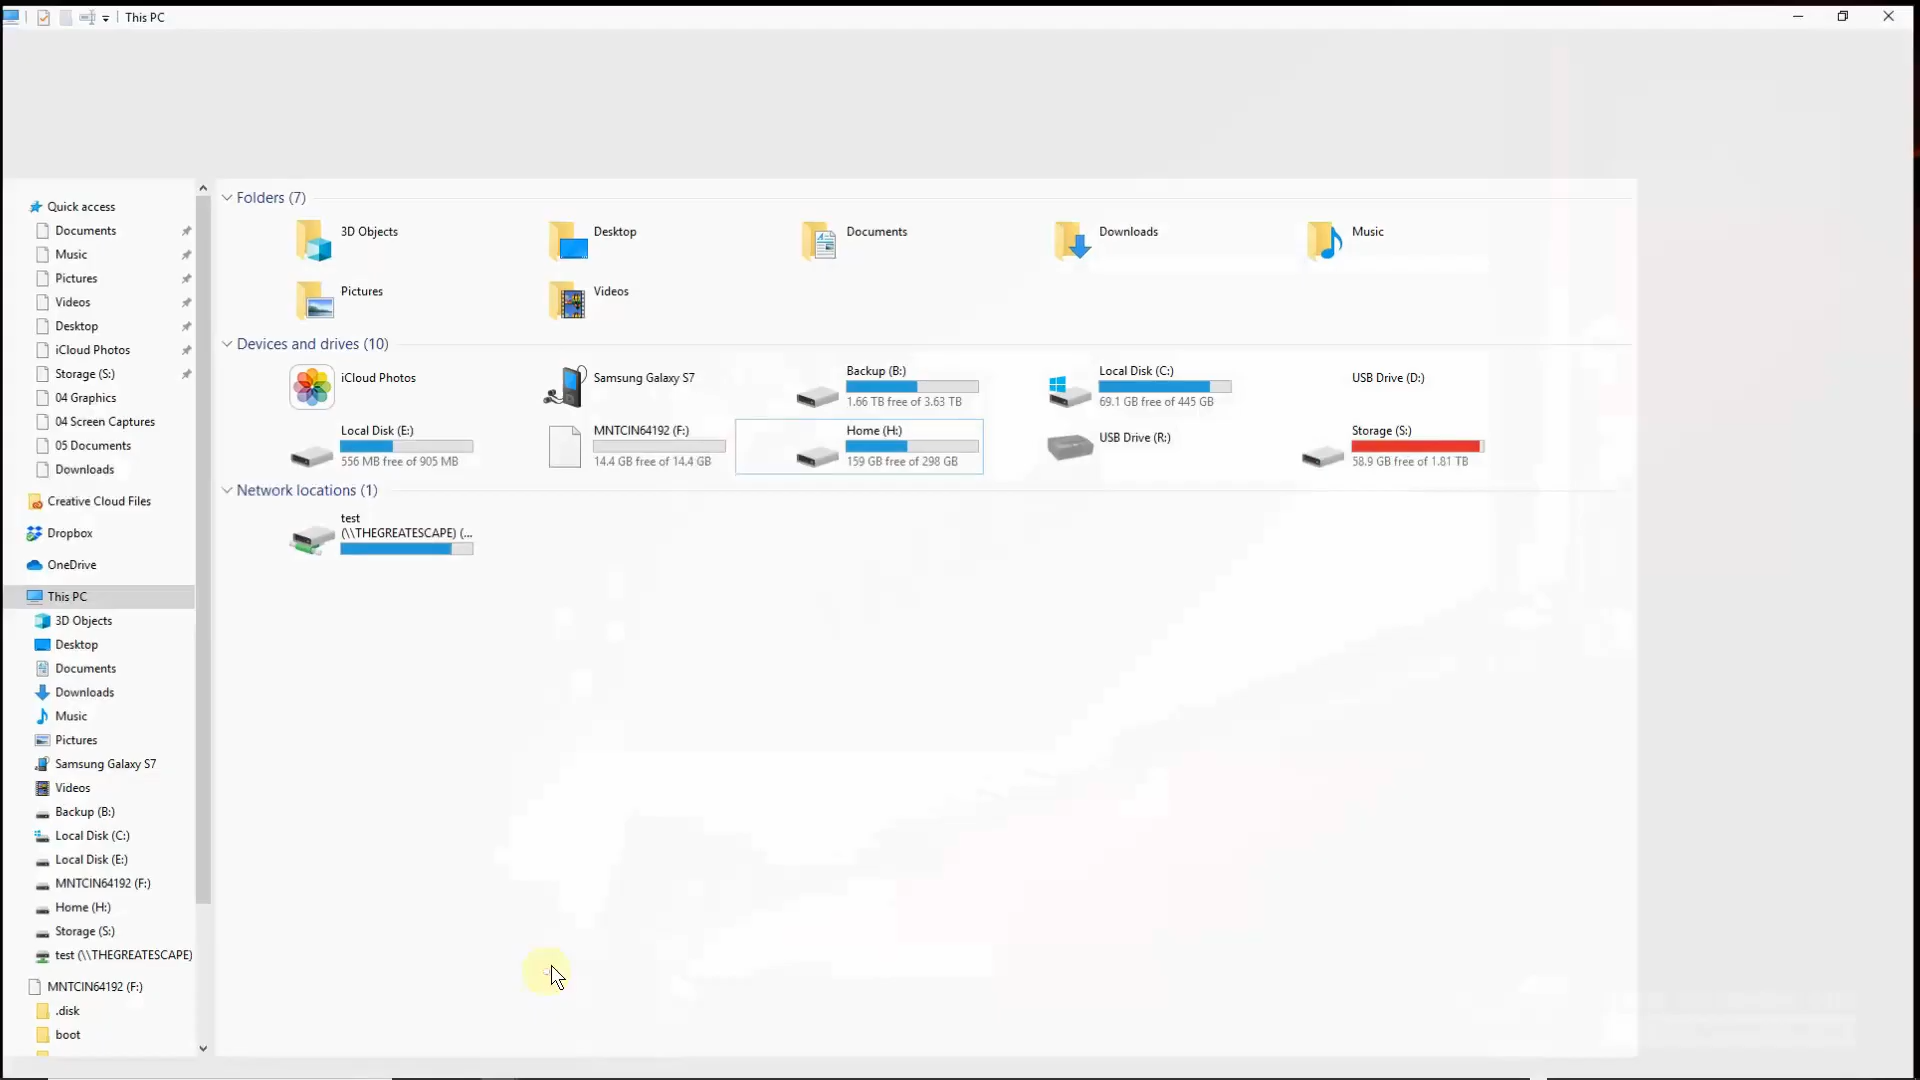 This PC
Quick access
Documents
Music
Pictures
Videos
Desktop
iCloud Photos
Storage (S:)
04 Graphics
04 Screen Captures
05 Documents
Downloads
Creative Cloud Files
Dropbox
OneDrive
This PC
3D Objects
Desktop
Documents
Downloads
Music
Pictures
Samsung Galaxy S7
Videos
Backup (B:)
Local Disk (C:)
Local Disk (E:)
MNTCIN64192 (F:)
Home (H:)
Storage (S:)
test (\\THEGREATESCAPE)
MNTCIN64192 (F:)
.disk
boot
Folders (7)
3D Objects
Desktop
Documents
Downloads
Music
Pictures
Videos
Devices and drives (10)
iCloud Photos
Samsung Galaxy S7
Backup (B:)
1.66 TB free of 3.63 TB
Local Disk (C:)
69.1 GB free of 445 GB
USB Drive (D:)
Local Disk (E:)
556 MB free of 905 MB
MNTCIN64192 (F:)
14.4 GB free of 14.4 GB
Home (H:)
159 GB free of 298 GB
USB Drive (R:)
Storage (S:)
58.9 GB free of 1.81 TB
Network locations (1)
test
(\\THEGREATESCAPE) (...